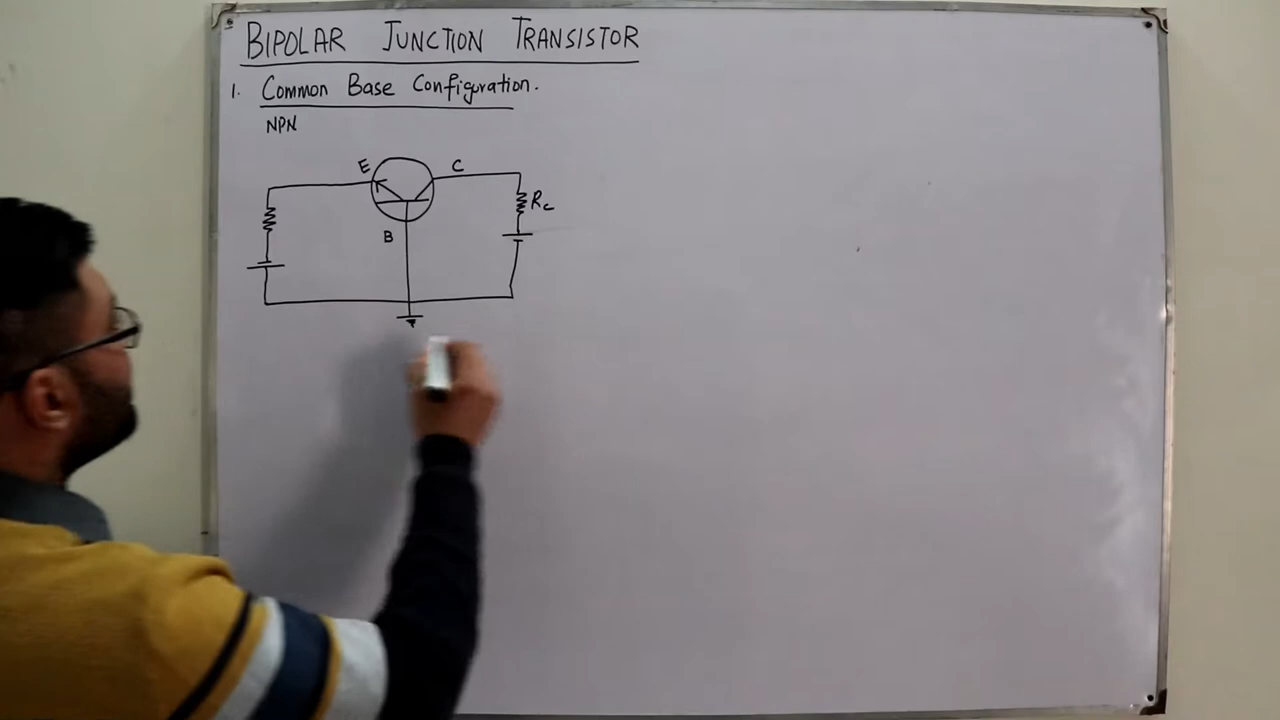 BIPOLAR JUNCTION TRANSISTOR
1. Common Base Configuration.
NPN
E C
Rc
B